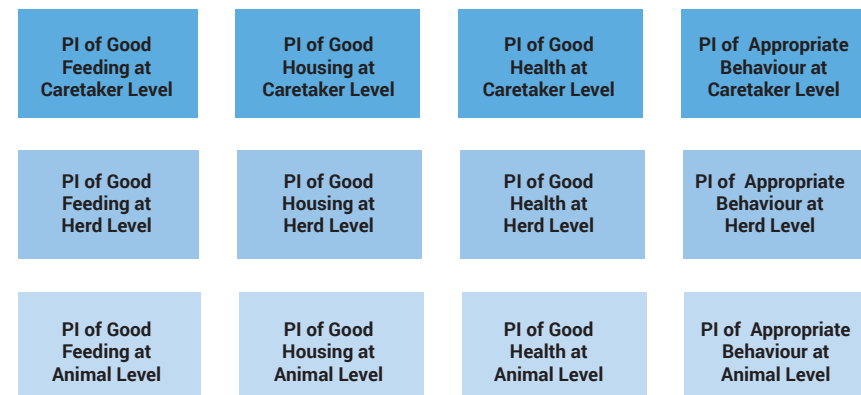 PI of Good
Feeding at
Caretaker Level
PI of Good
Housing at
Caretaker Level
PI of Good
Health at
Caretaker Level
PI of  Appropriate
Behaviour at
Caretaker Level
PI of Good
Feeding at
Herd Level
PI of Good
Housing at
Herd Level
PI of Good
Health at
Herd Level
PI of  Appropriate
Behaviour at
Herd Level
PI of Good
Feeding at
Animal Level
PI of Good
Housing at
Animal Level
PI of Good
Health at
Animal Level
PI of  Appropriate
Behaviour at
Animal Level